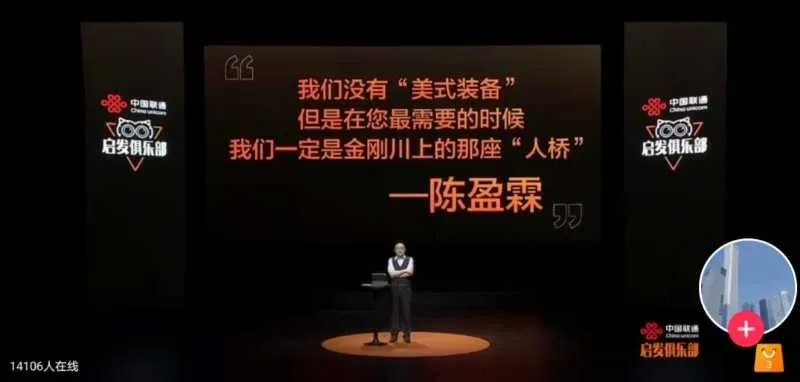 中国联通
China unicom
启发俱乐部
“
我们没有“美式装备”
但是在您最需要的时候
我们一定是金刚川上的那座“人桥”
—陈盈霖
”
中国联通
China unicom
启发俱乐部
中国联通
China unicom
启发俱乐部
14106人在线
3